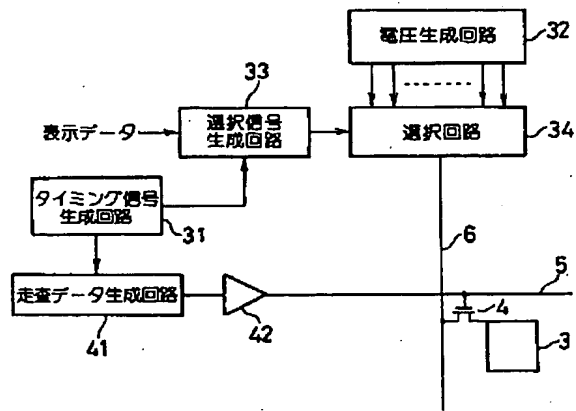 電圧生成回路
32
33
表示データ
選択信号
生成回路
選択回路
34
タイミング信号
生成回路
31
6
走査データ生成回路
41
42
5
4
3